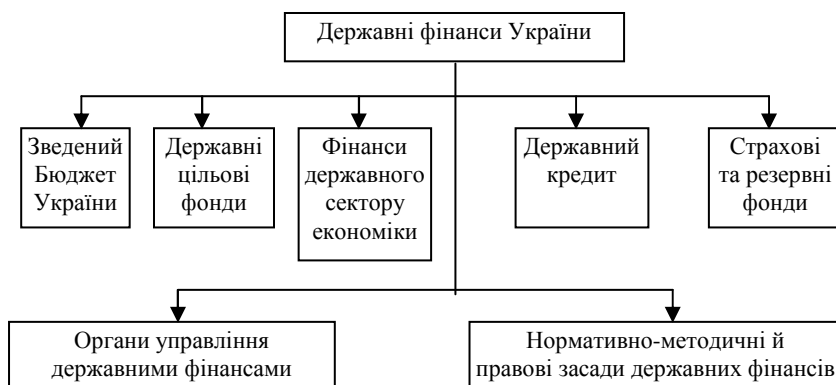 Державні фінанси України
Зведений
Бюджет
України
Державні
цільові
фонди
Фінанси
державного
сектору
економіки
Державний
кредит
Страхові
та резервні
фонди
Органи управління
державними фінансами
Нормативно-методичні й
правові засади державних фінансів